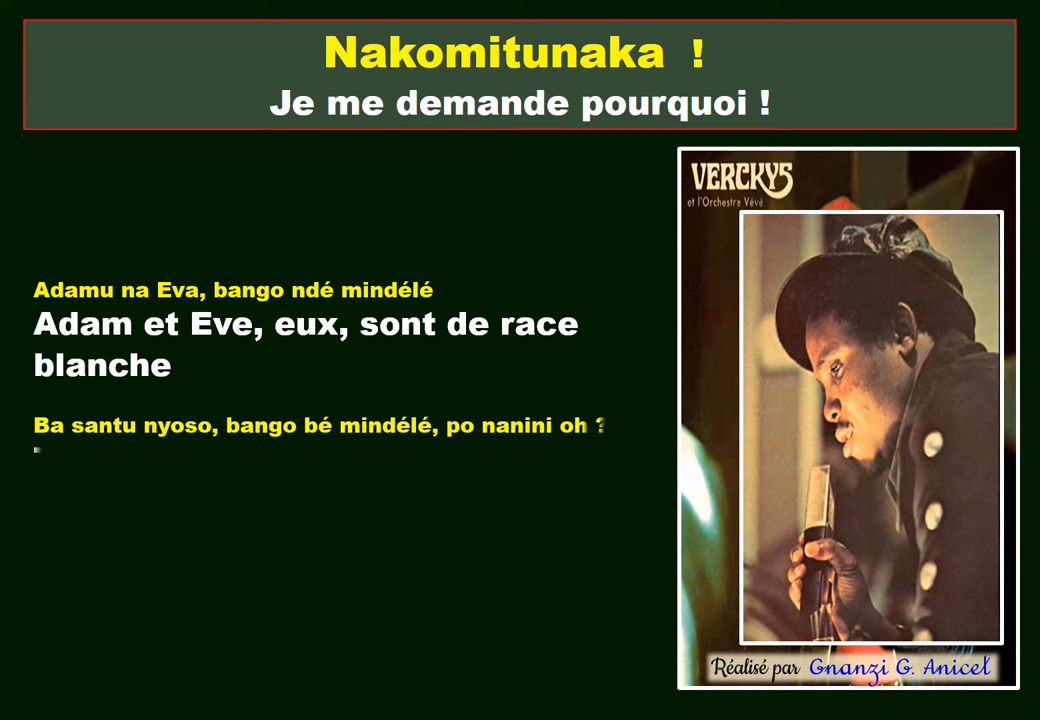 Nakomitunaka !
Je me demande pourquoi !
VERCKYS
et l'Orchestre Vévé
Adamu na Eva, bango ndé mindélé
Adam et Eve, eux, sont de race
blanche
Ba santu nyoso, bango bé mindélé, po nanini oh ?
Réalisé par Gnanzi G. Anicet